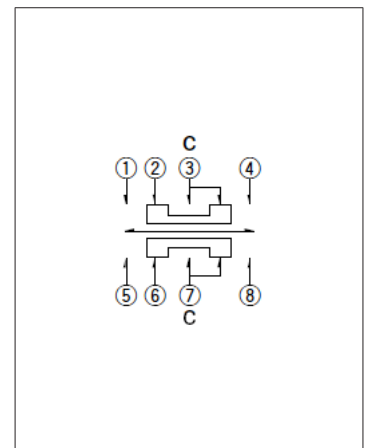 C
① ② ③ ④
⑤ ⑥ ⑦ ⑧
C